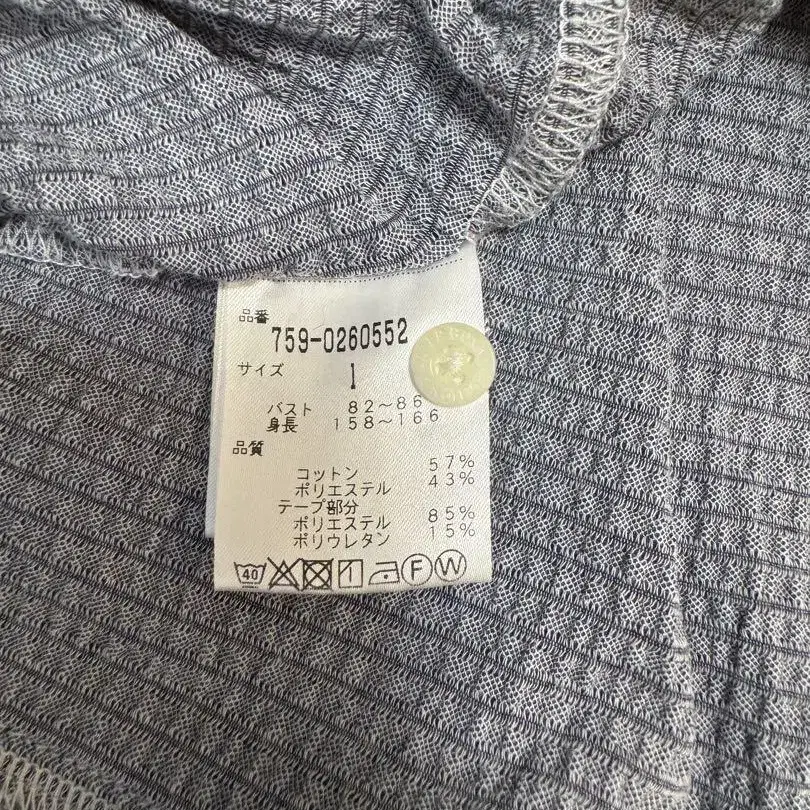 品番
759-0260552
サイズ 1
バスト 82～86
身長 158～166
品質
コットン 57%
ポリエステル 43%
テープ部分
ポリエステル 85%
ポリウレタン 15%
40 F W